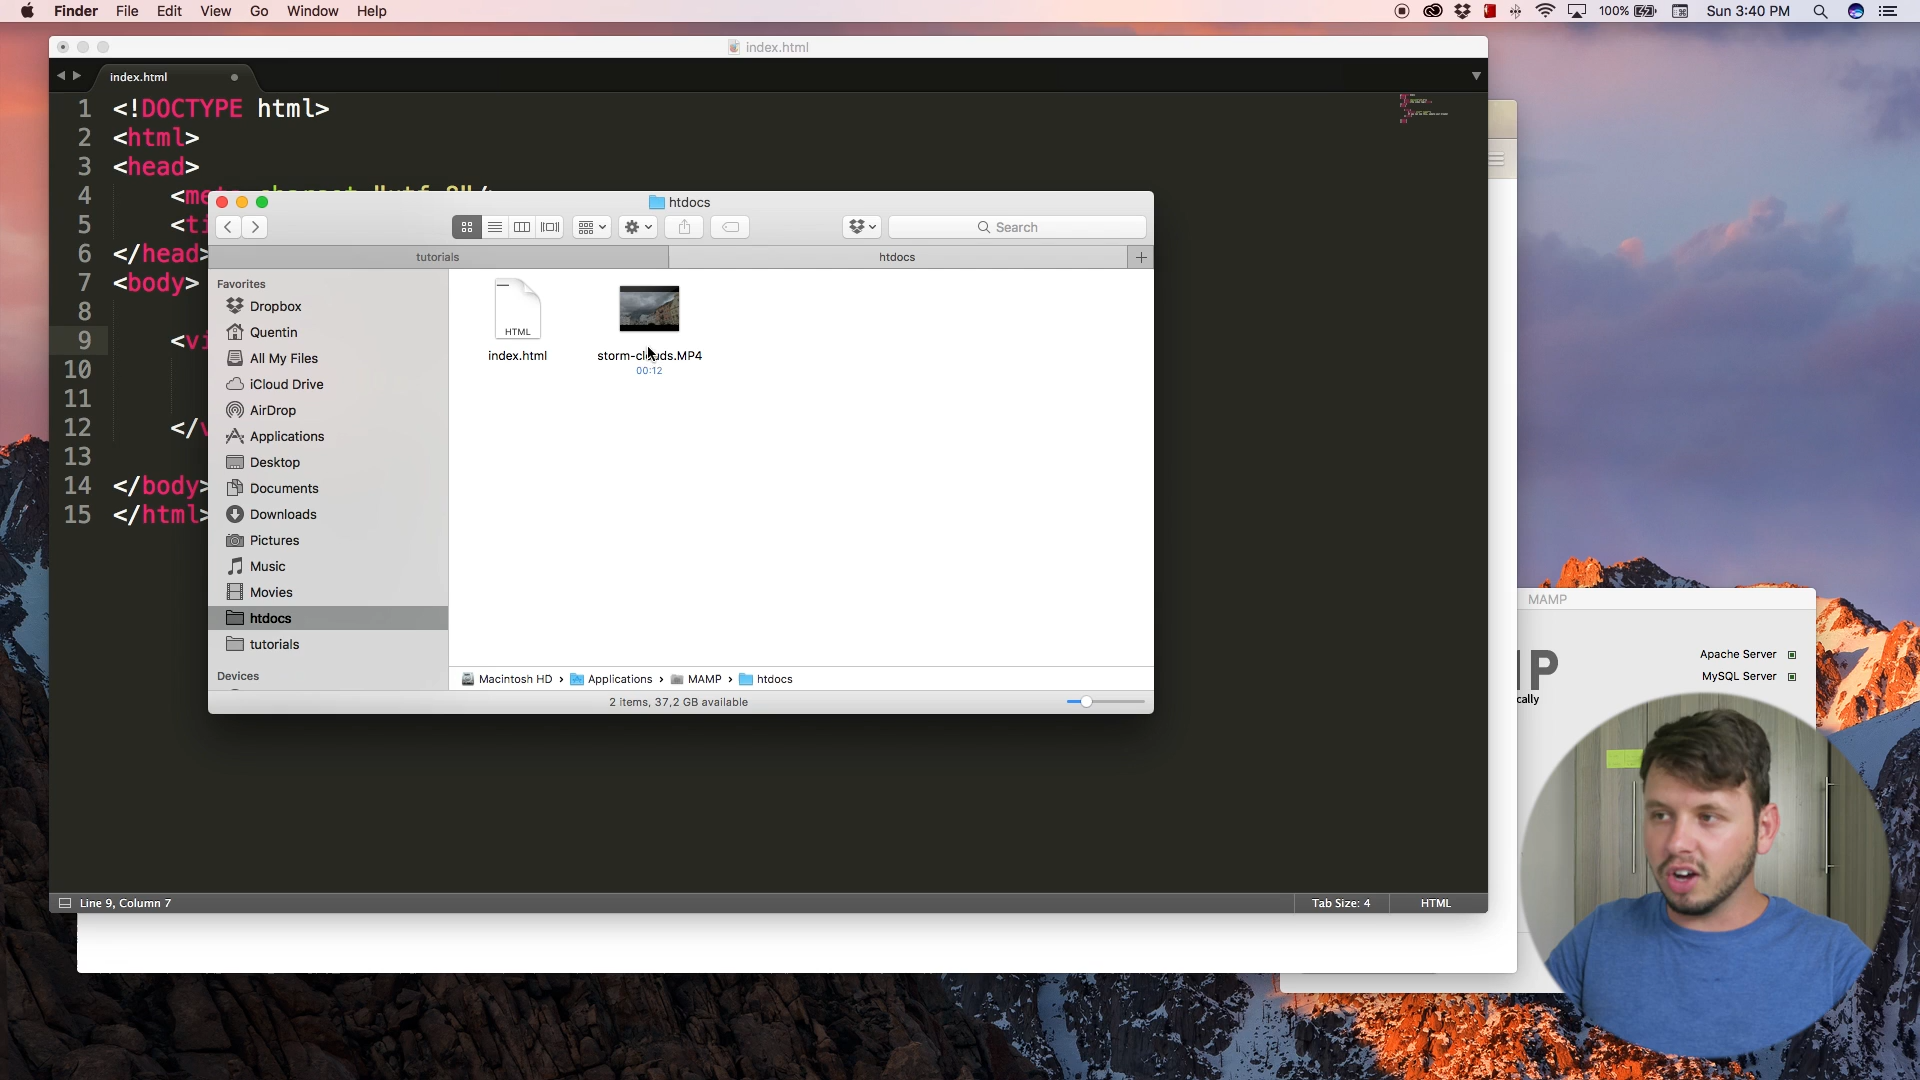 Finder File Edit View Go Window Help 100% Sun 3:40 PM
index.html
index.html
1 <!DOCTYPE html>
2 <html>
3 <head>
4
5
6 </head>
7 <body>
8
9
10
11
12
13
14 </body>
15 </html>
htdocs
Search
tutorials htdocs
Favorites
Dropbox
Quentin
All My Files
iCloud Drive
AirDrop
Applications
Desktop
Documents
Downloads
Pictures
Music
Movies
htdocs
tutorials
Devices
HTML
index.html
storm-clouds.MP4
00:12
Macintosh HD › Applications › MAMP › htdocs
2 items, 37,2 GB available
MAMP
Apache Server
MySQL Server
Line 9, Column 7 Tab Size: 4 HTML